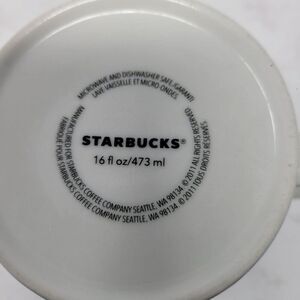 MICROWAVE AND DISHWASHER SAFE/GARANTI
LAVE-VAISSELLE ET MICRO ONDES
STARBUCKS®
16 fl oz/473 ml
MANUFACTURED FOR STARBUCKS COFFEE COMPANY SEATTLE, WA 98134 © 2011 ALL RIGHTS RESERVED
FABRIQUÉ POUR STARBUCKS COFFEE COMPANY SEATTLE, WA 98134. © 2011 TOUS DROITS RÉSERVÉS.